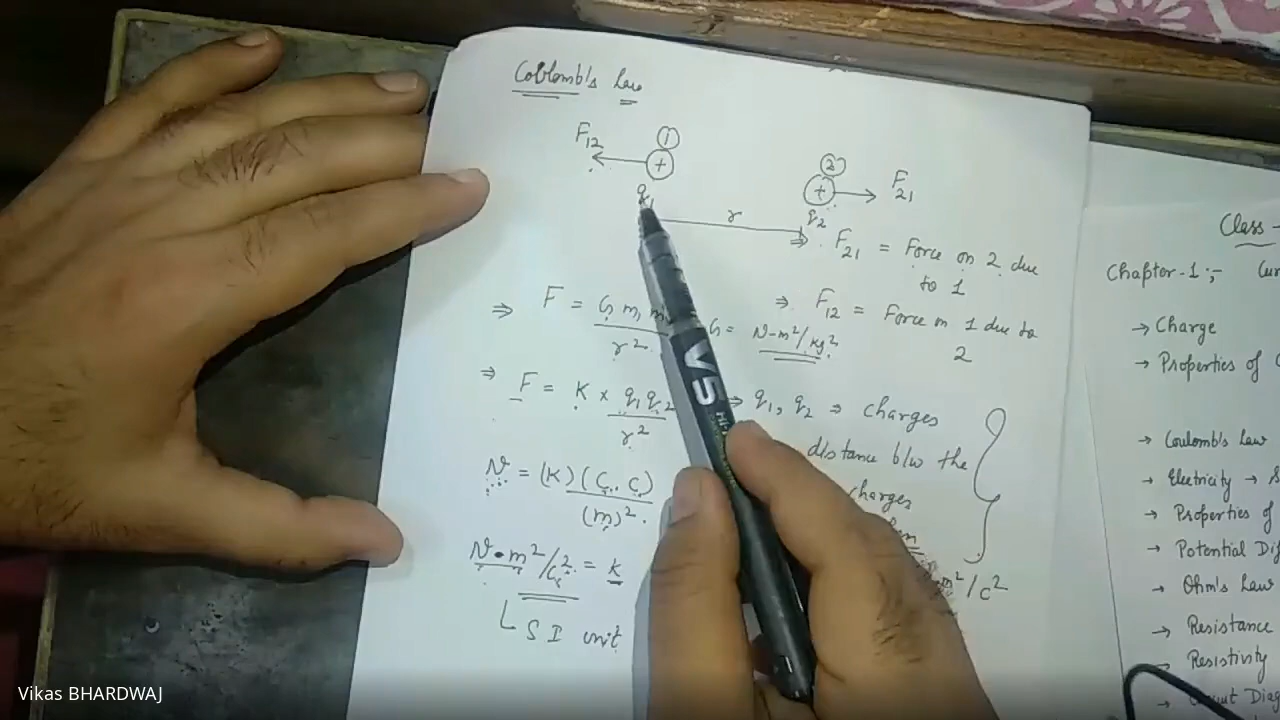 Coulomb's Law
F12 ① +
② + F21
q1 r q2
⇒ F21 = Force on 2 due
to 1
⇒ F = G m1 m
r²
G = N-m²/kg²
⇒ F12 = Force on 1 due to
2
⇒ F = K × q1 q2
r²
⇒ q1, q2 → charges
distance b/w the
charges
N = (K) (C. C)
(m)²
N•m²/C² = k
m²/c²
SI unit
Class -
Chapter-1 ;-
→ Charge
→ Properties of
→ Coulomb's Law
→ Electricity →
→ Properties of
→ Potential
→ Ohm's Law
→ Resistance
→ Resistivity
V5
Vikas BHARDWAJ